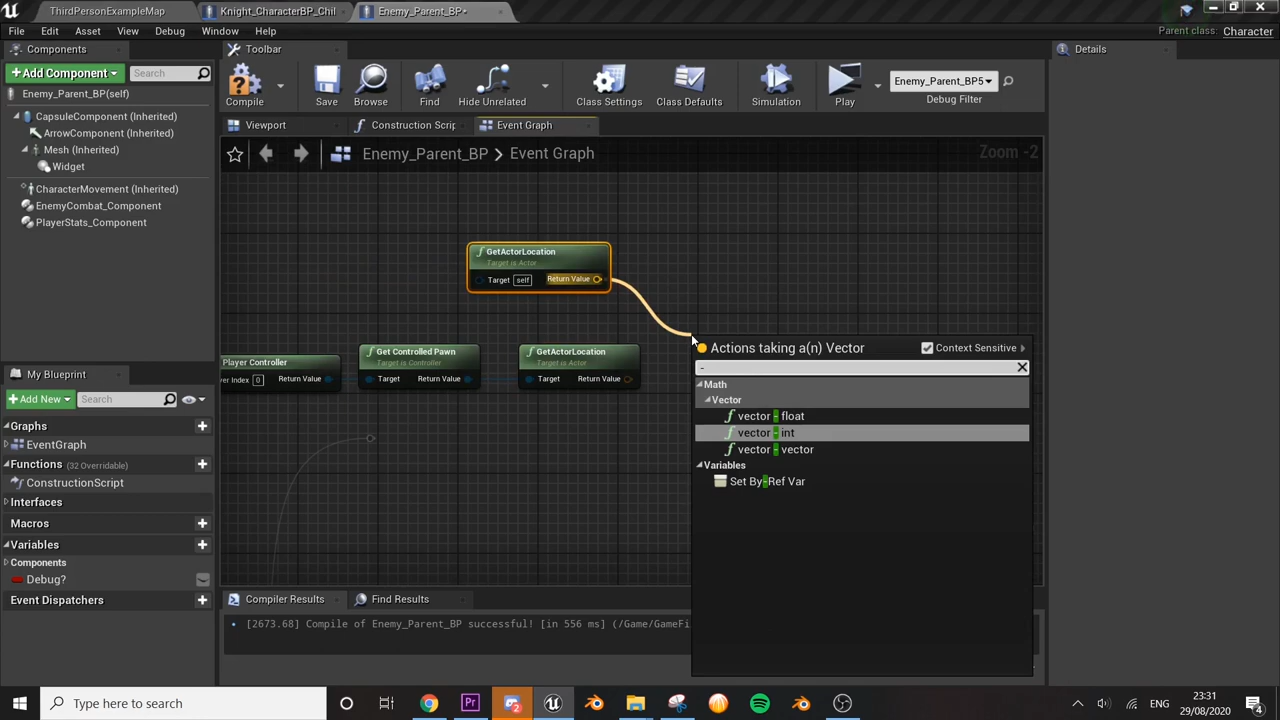 ThirdPersonExampleMap
Knight_CharacterBP_Chil
Enemy_Parent_BP•
File Edit Asset View Debug Window Help
Parent class: Character
Components
Toolbar
Details
Add Component
Search
Compile
Save
Browse
Find
Hide Unrelated
Class Settings
Class Defaults
Simulation
Play
Enemy_Parent_BP5
Debug Filter
Enemy_Parent_BP(self)
CapsuleComponent (Inherited)
ArrowComponent (Inherited)
Mesh (Inherited)
Widget
CharacterMovement (Inherited)
EnemyCombat_Component
PlayerStats_Component
Viewport
Construction Scrip
Event Graph
Enemy_Parent_BP > Event Graph
Zoom -2
GetActorLocation
Target is Actor
Target self
Return Value
Player Controller
yer Index 0
Return Value
Get Controlled Pawn
Target is Controller
Target
Return Value
GetActorLocation
Target is Actor
Target
Return Value
Actions taking a(n) Vector
Context Sensitive
-
Math
Vector
vector - float
vector - int
vector - vector
Variables
Set By-Ref Var
My Blueprint
Add New
Search
Graphs
EventGraph
Functions (32 Overridable)
ConstructionScript
Interfaces
Macros
Variables
Components
Debug?
Event Dispatchers
Compiler Results
Find Results
[2673.68] Compile of Enemy_Parent_BP successful! [in 556 ms] (/Game/GameFi
Type here to search
Pr
2
ENG
23:31
29/08/2020
4